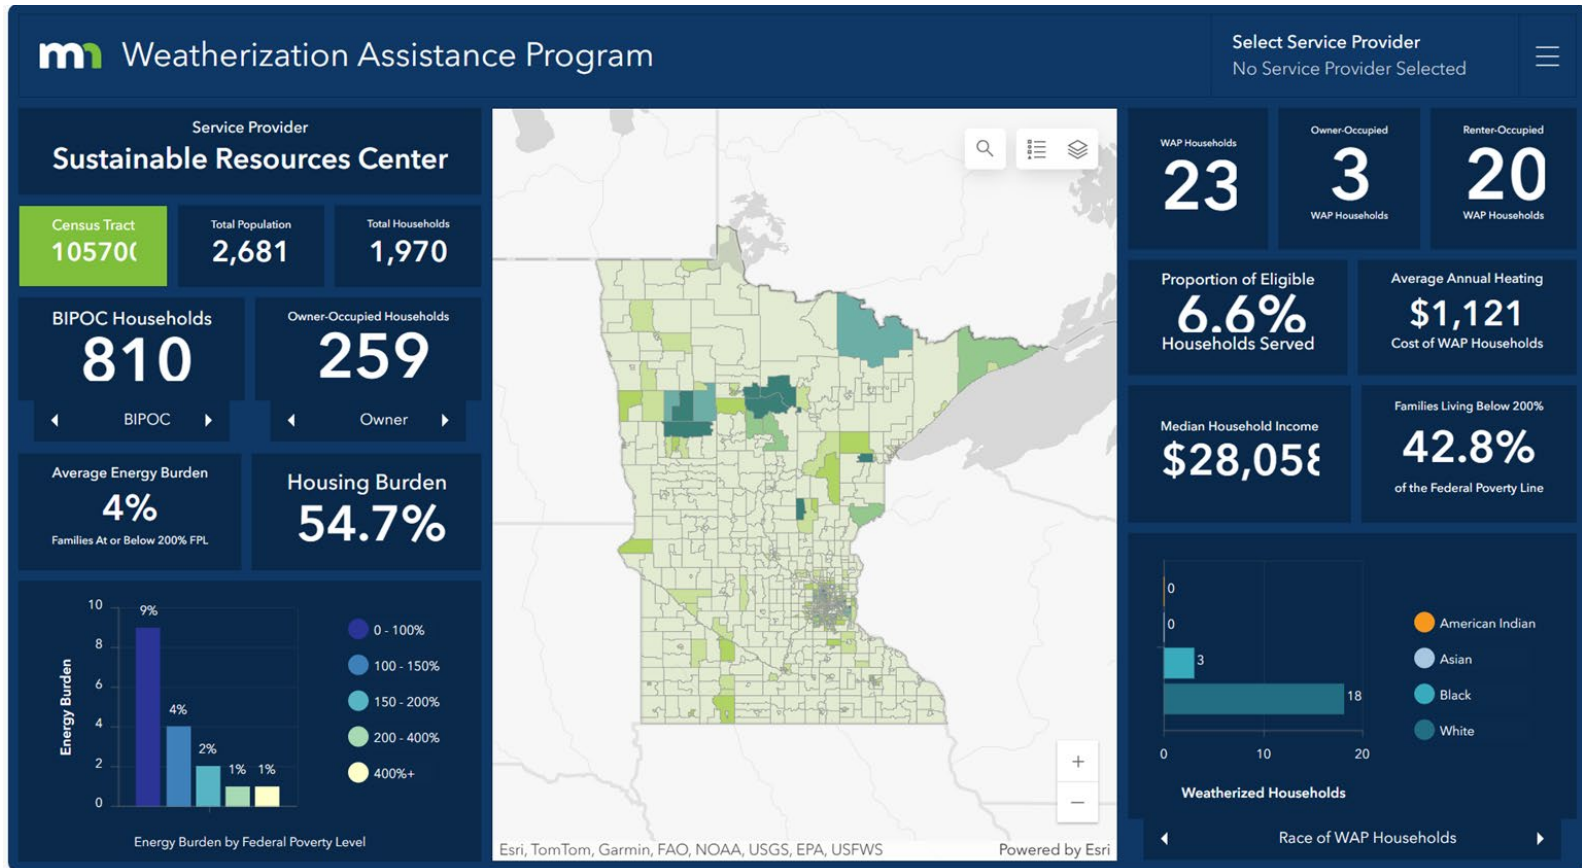 mn Weatherization Assistance Program
Select Service Provider
No Service Provider Selected
Service Provider
Sustainable Resources Center
Census Tract
10570
Total Population
2,681
Total Households
1,970
BIPOC Households
810
BIPOC
Owner-Occupied Households
259
Owner
Average Energy Burden
4%
Families At or Below 200% FPL
Housing Burden
54.7%
Energy Burden
10
8
6
4
2
0
9%
4%
2%
1%
1%
0 - 100%
100 - 150%
150 - 200%
200 - 400%
400%+
Energy Burden by Federal Poverty Level
+
−
Esri, TomTom, Garmin, FAO, NOAA, USGS, EPA, USFWS
Powered by Esri
WAP Households
23
Owner-Occupied
3
WAP Households
Renter-Occupied
20
WAP Households
Proportion of Eligible
6.6%
Households Served
Average Annual Heating
$1,121
Cost of WAP Households
Median Household Income
$28,058
Families Living Below 200%
42.8%
of the Federal Poverty Line
0
0
3
18
0
10
20
Weatherized Households
American Indian
Asian
Black
White
Race of WAP Households